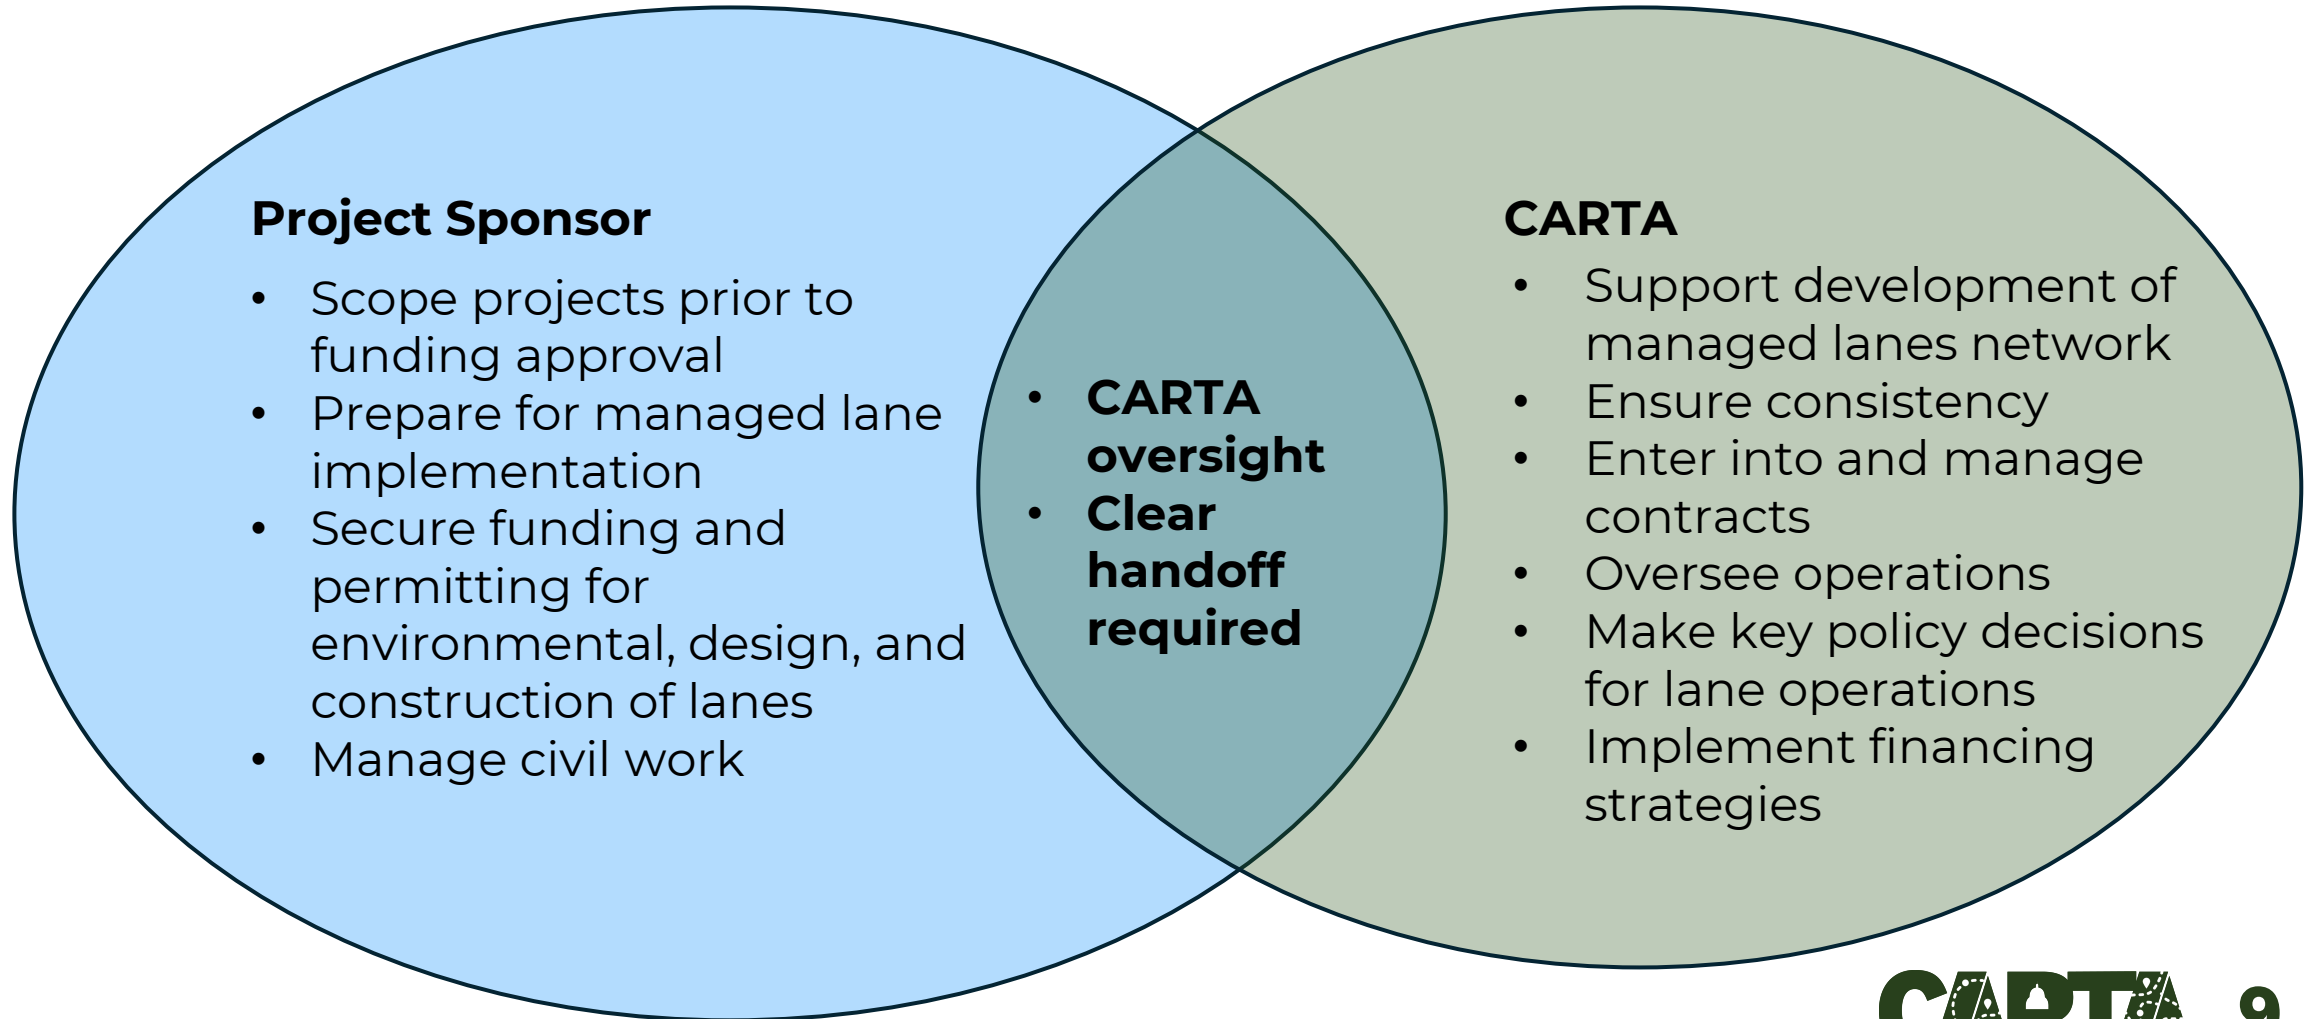 Project Sponsor
• Scope projects prior to
funding approval
• Prepare for managed lane
implementation
• Secure funding and
permitting for
environmental, design, and
construction of lanes
• Manage civil work
• CARTA
oversight
• Clear
handoff
required
CARTA
• Support development of
managed lanes network
• Ensure consistency
• Enter into and manage
contracts
• Oversee operations
• Make key policy decisions
for lane operations
• Implement financing
strategies
CARTA
9